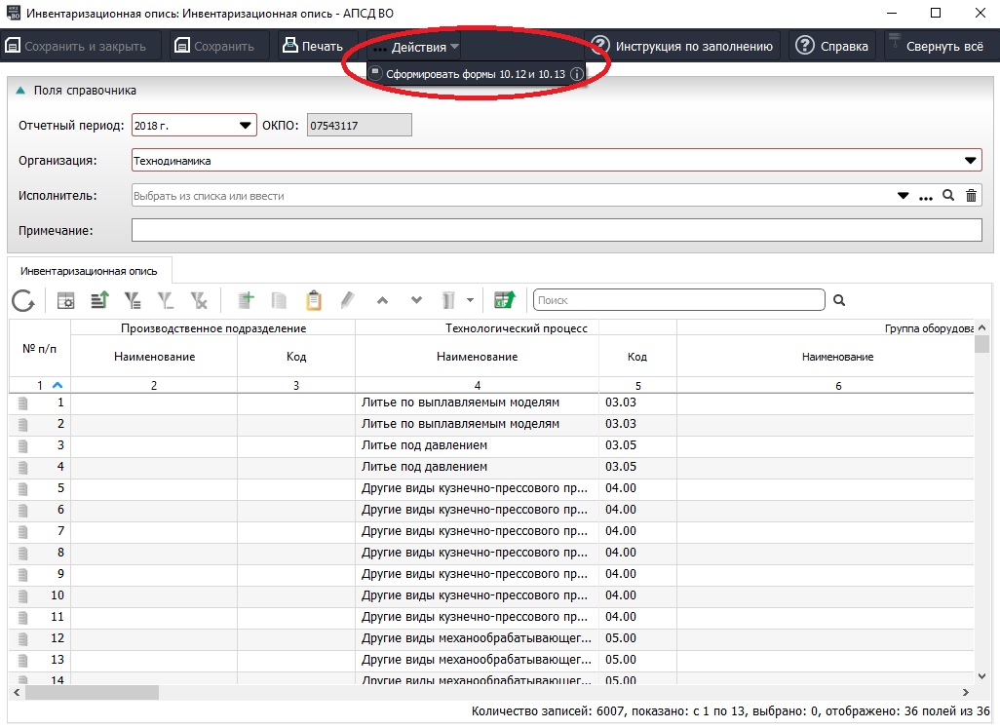 АПСД ВО Инвентаризационная опись: Инвентаризационная опись - АПСД ВО
Сохранить и закрыть Сохранить Печать ... Действия Инструкция по заполнению Справка Свернуть всё
Сформировать формы 10.12 и 10.13
Поля справочника
Отчетный период: 2018 г. ОКПО: 07543117
Организация: Технодинамика
Исполнитель: Выбрать из списка или ввести ...
Примечание:
Инвентаризационная опись
Поиск
№ п/п Производственное подразделение Технологический процесс Группа оборудова
Наименование Код Наименование Код Наименование
1 2 3 4 5 6
1 Литье по выплавляемым моделям 03.03
2 Литье по выплавляемым моделям 03.03
3 Литье под давлением 03.05
4 Литье под давлением 03.05
5 Другие виды кузнечно-прессового пр... 04.00
6 Другие виды кузнечно-прессового пр... 04.00
7 Другие виды кузнечно-прессового пр... 04.00
8 Другие виды кузнечно-прессового пр... 04.00
9 Другие виды кузнечно-прессового пр... 04.00
10 Другие виды кузнечно-прессового пр... 04.00
11 Другие виды кузнечно-прессового пр... 04.00
12 Другие виды механообрабатывающег... 05.00
13 Другие виды механообрабатывающег... 05.00
14 Другие виды механообрабатывающег... 05.00
Количество записей: 6007, показано: с 1 по 13, выбрано: 0, отображено: 36 полей из 36